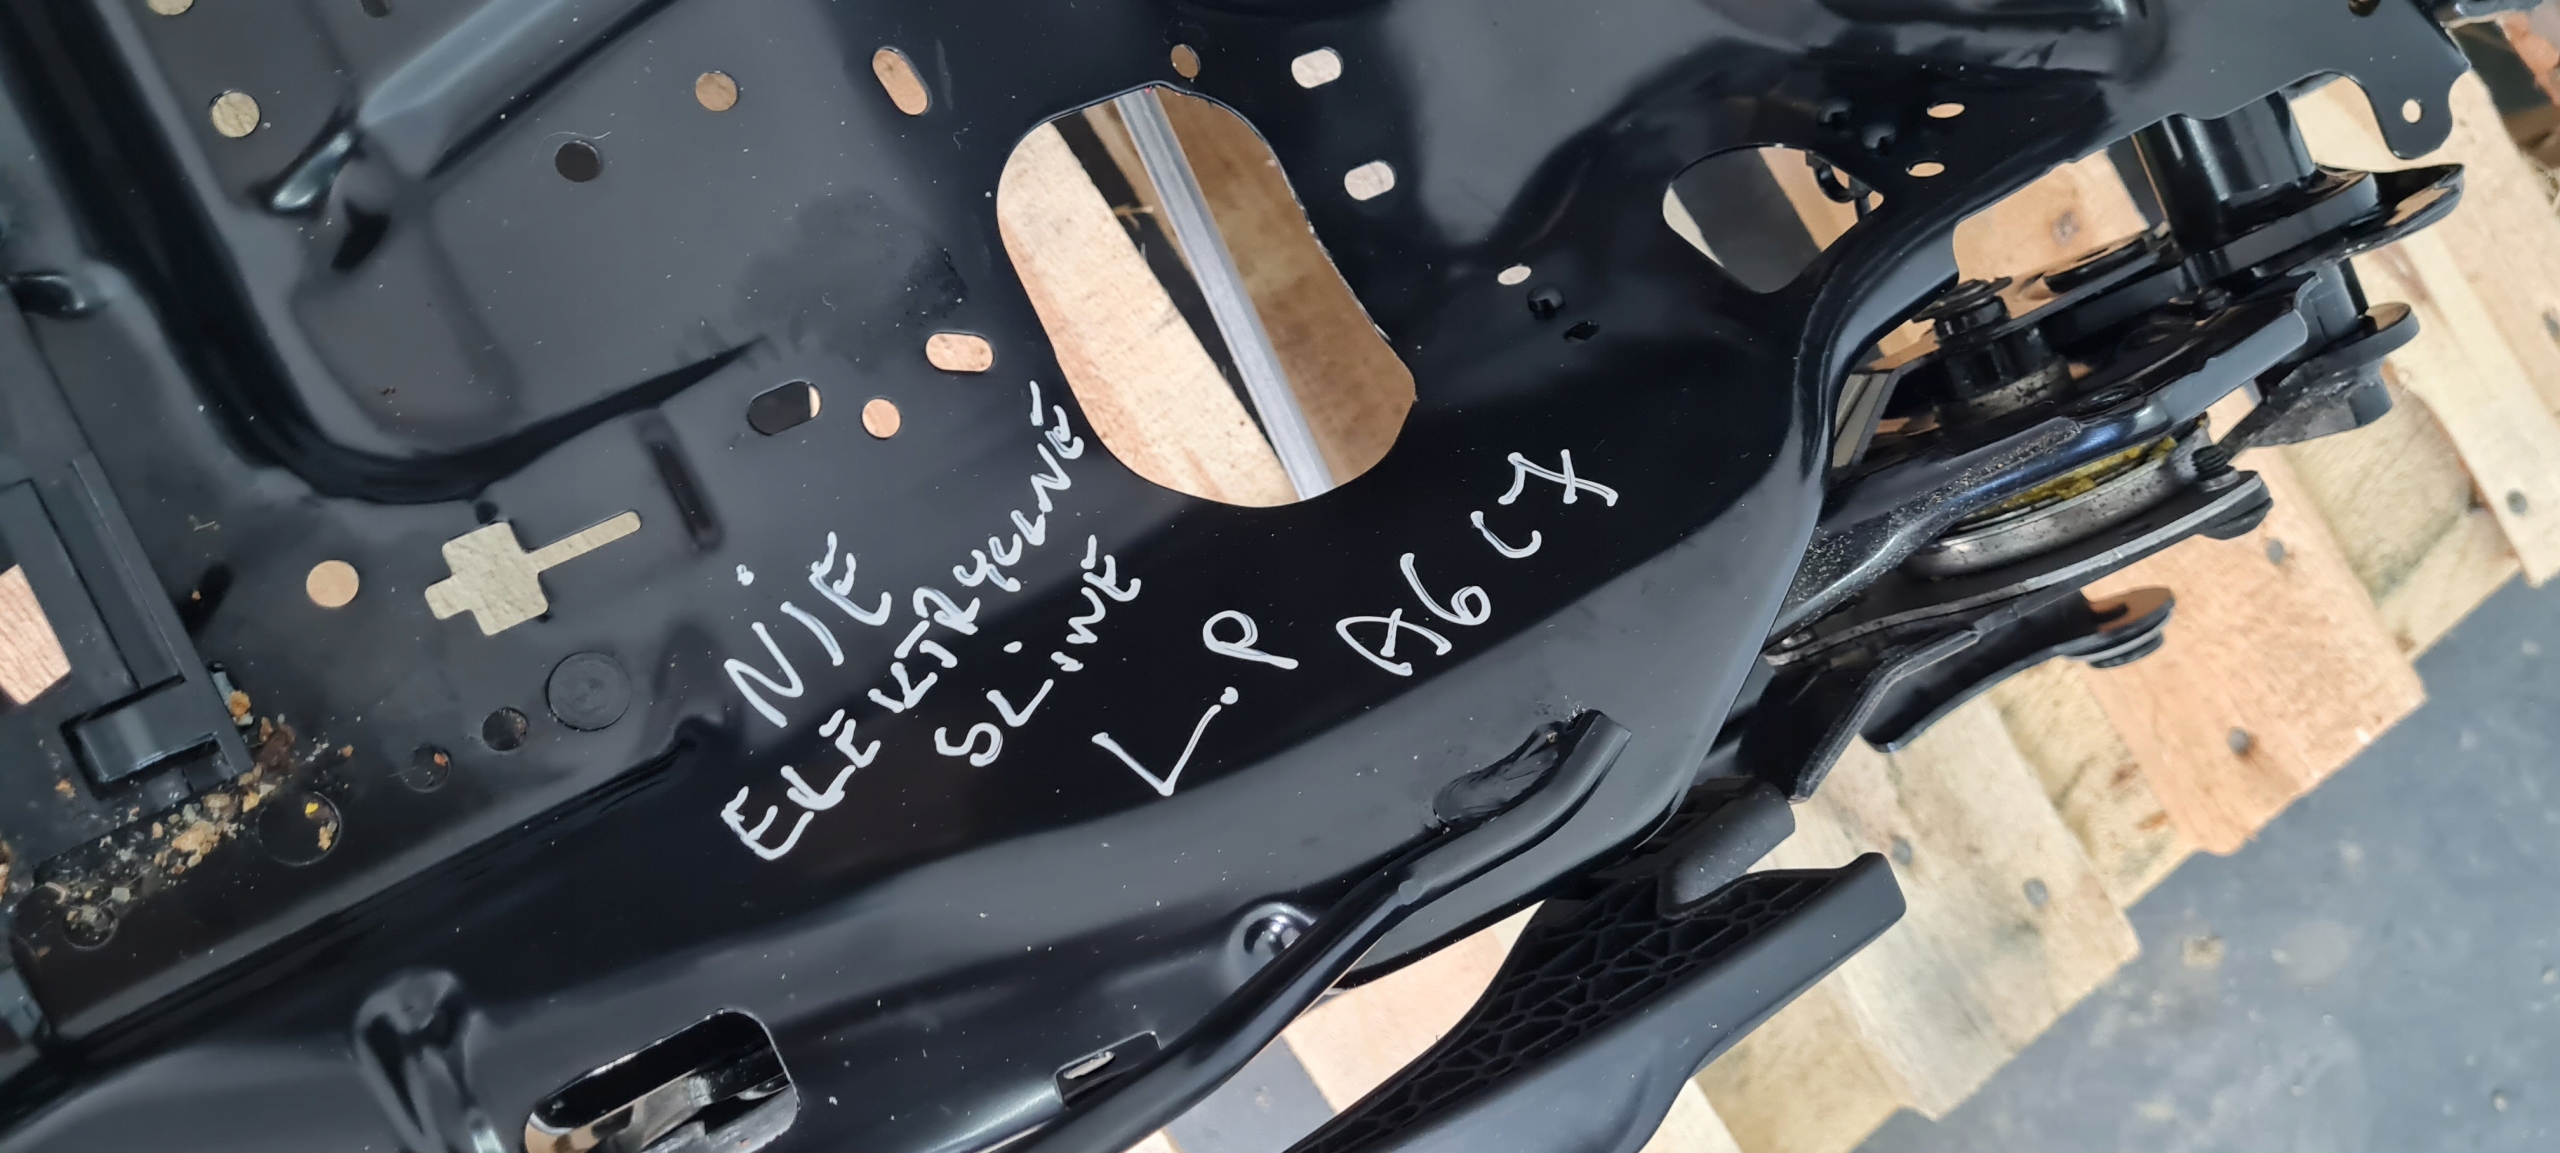 NIE
ELEKTRYCZNE
SLINE
L.P
A6 C7